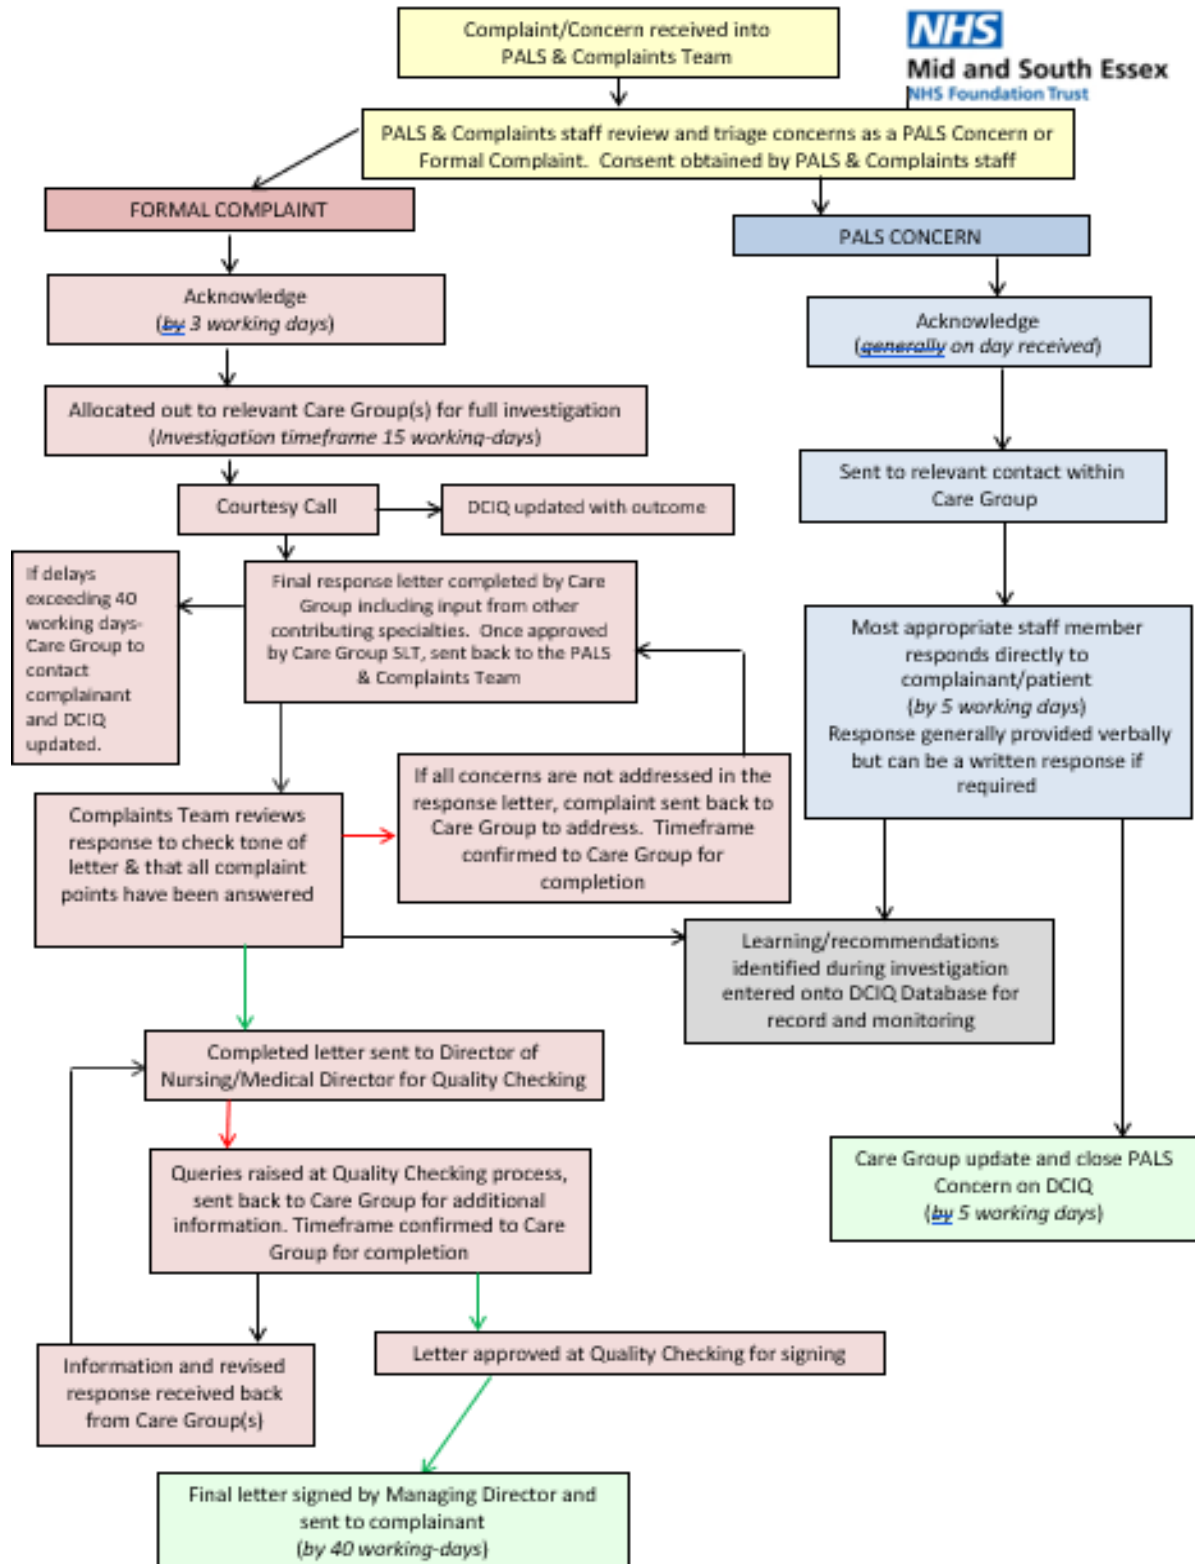 Complaint/Concern received into
PALS & Complaints Team
NHS
Mid and South Essex
NHS Foundation Trust
PALS & Complaints staff review and triage concerns as a PALS Concern or
Formal Complaint. Consent obtained by PALS & Complaints staff
FORMAL COMPLAINT
PALS CONCERN
Acknowledge
(by 3 working days)
Acknowledge
(generally on day received)
Allocated out to relevant Care Group(s) for full investigation
(Investigation timeframe 15 working-days)
Sent to relevant contact within
Care Group
Courtesy Call
DCIQ updated with outcome
If delays
exceeding 40
working days-
Care Group to
contact
complainant
and DCIQ
updated.
Final response letter completed by Care
Group including input from other
contributing specialties. Once approved
by Care Group SLT, sent back to the PALS
& Complaints Team
Most appropriate staff member
responds directly to
complainant/patient
(by 5 working days)
Response generally provided verbally
but can be a written response if
required
Complaints Team reviews
response to check tone of
letter & that all complaint
points have been answered
If all concerns are not addressed in the
response letter, complaint sent back to
Care Group to address. Timeframe
confirmed to Care Group for
completion
Learning/recommendations
identified during investigation
entered onto DCIQ Database for
record and monitoring
Completed letter sent to Director of
Nursing/Medical Director for Quality Checking
Queries raised at Quality Checking process,
sent back to Care Group for additional
information. Timeframe confirmed to Care
Group for completion
Care Group update and close PALS
Concern on DCIQ
(by 5 working days)
Information and revised
response received back
from Care Group(s)
Letter approved at Quality Checking for signing
Final letter signed by Managing Director and
sent to complainant
(by 40 working-days)